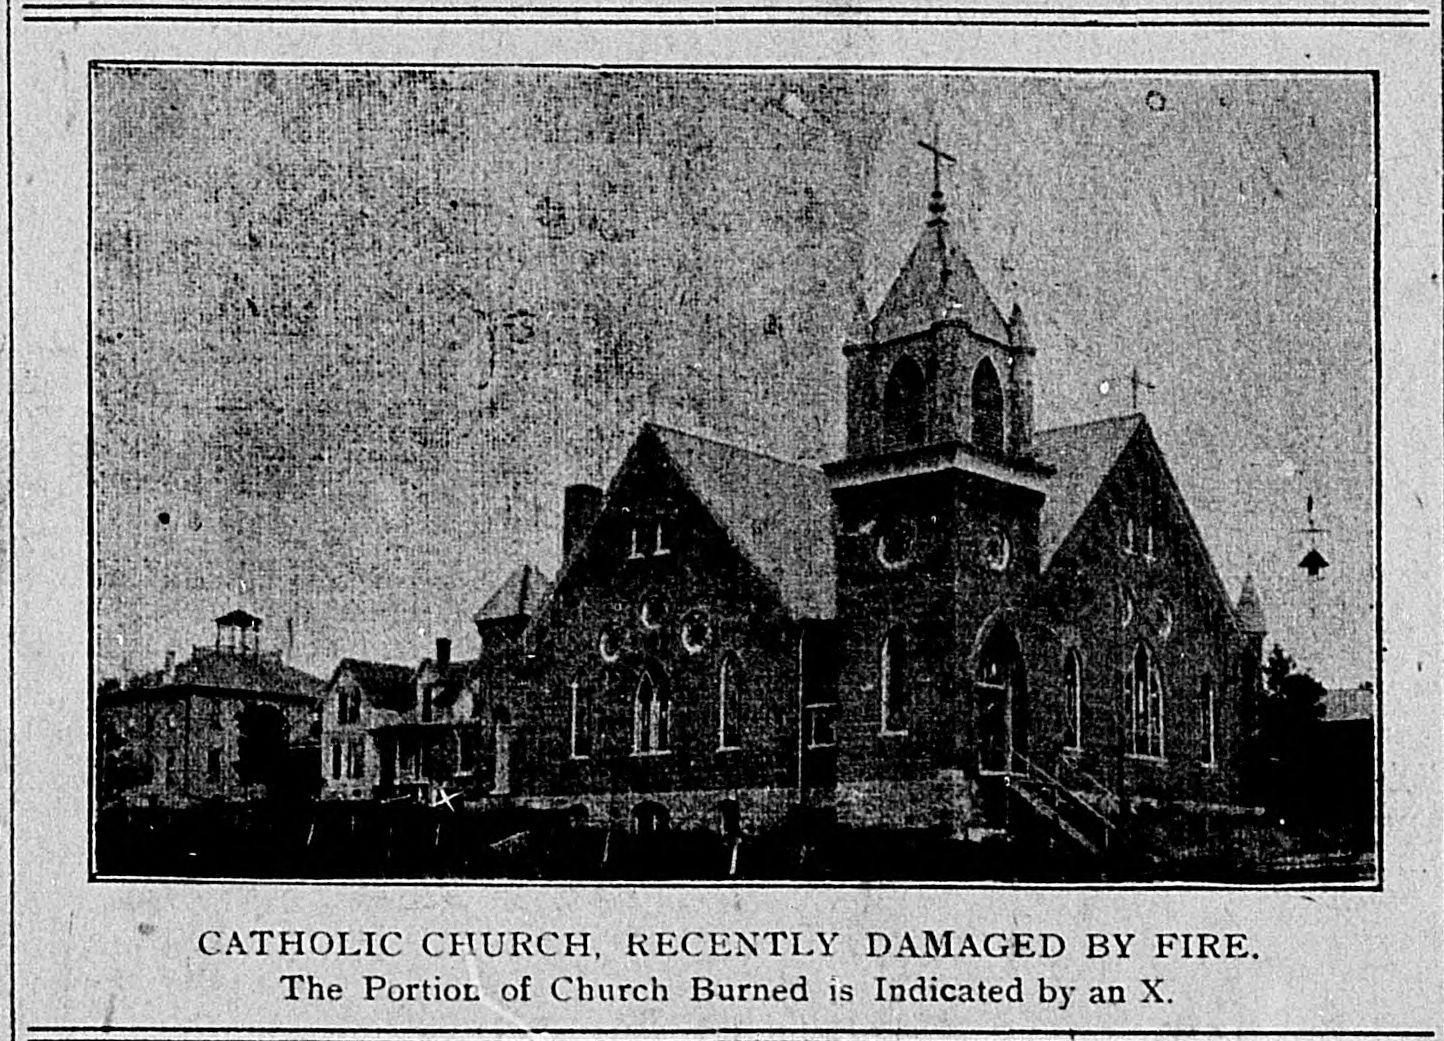 CATHOLIC CHURCH, RECENTLY DAMAGED BY FIRE.
The Portion of Church Burned is Indicated by an X.